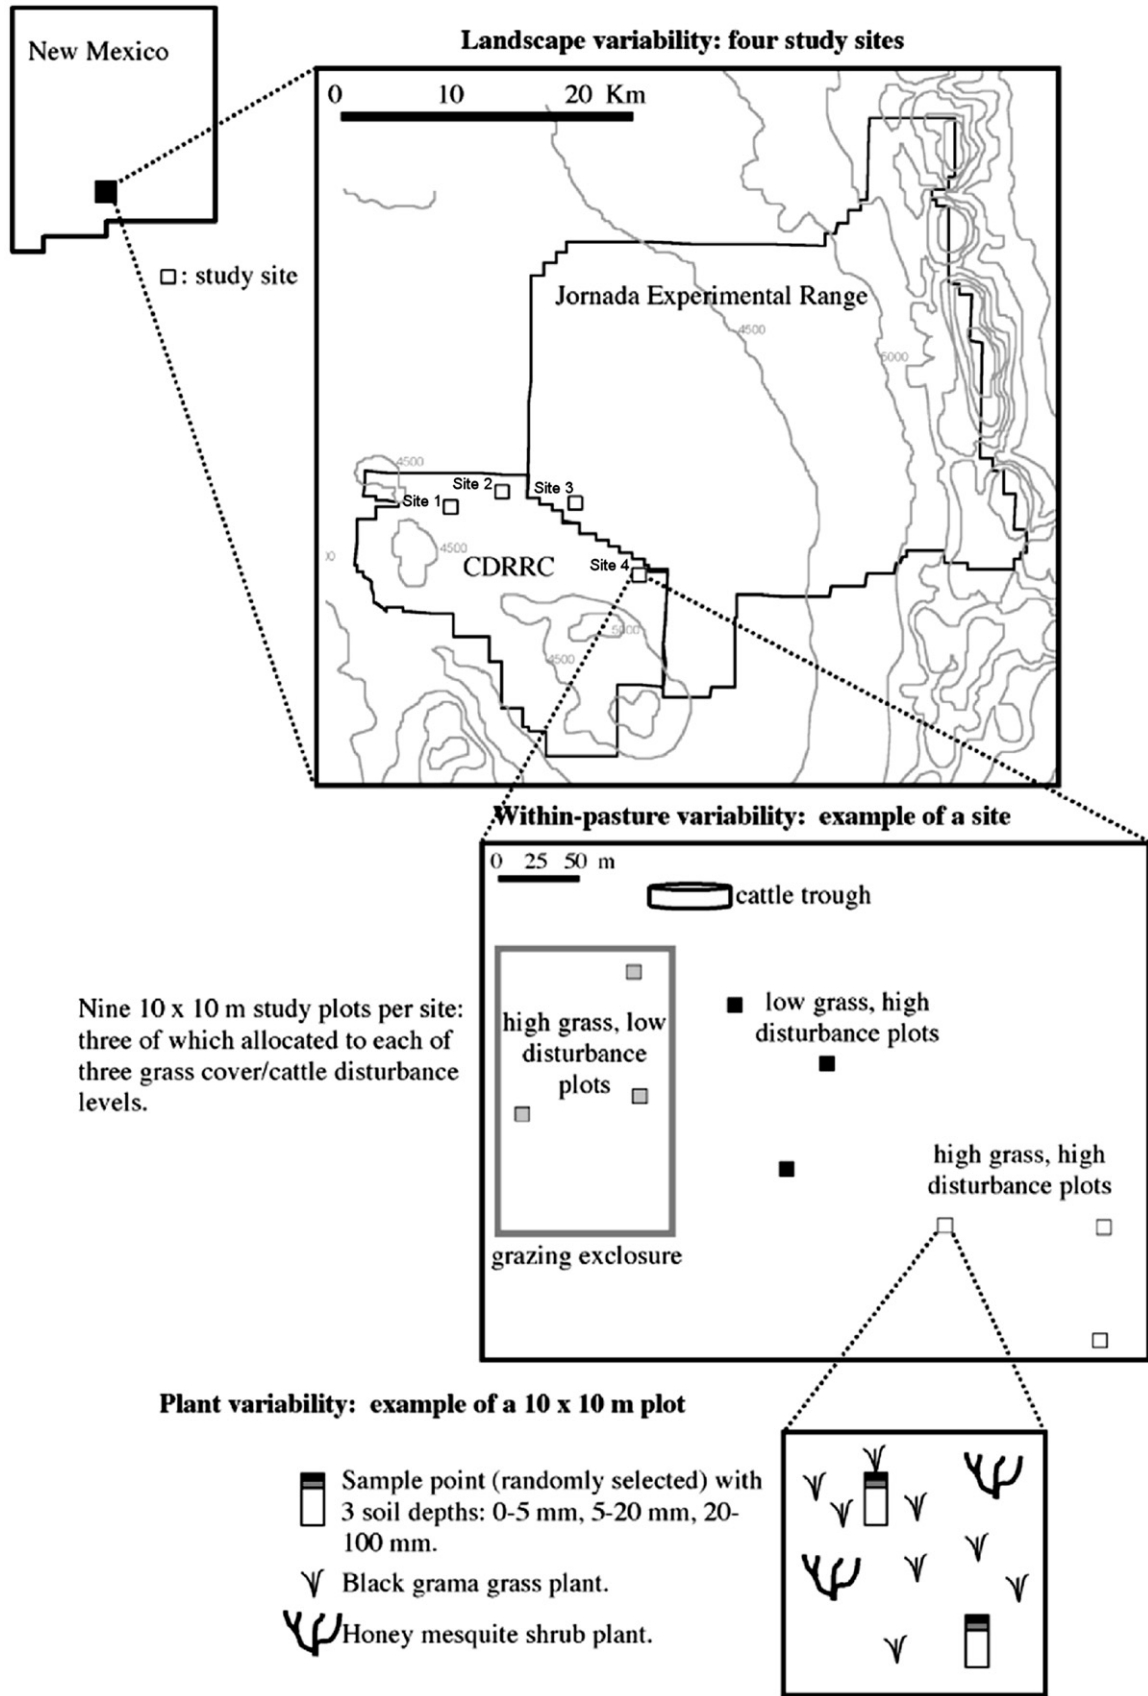 Landscape variability: four study sites
New Mexico
0 10 20 Km
: study site
Jornada Experimental Range
4500
5000
4500
Site 1
Site 2
Site 3
4500
CDRRC
Site 4
5000
4500
Within-pasture variability: example of a site
0 25 50 m
cattle trough
Nine 10 x 10 m study plots per site:
three of which allocated to each of
three grass cover/cattle disturbance
levels.
high grass, low
disturbance
plots
low grass, high
disturbance plots
high grass, high
disturbance plots
grazing exclosure
Plant variability: example of a 10 x 10 m plot
Sample point (randomly selected) with
3 soil depths: 0-5 mm, 5-20 mm, 20-
100 mm.
Black grama grass plant.
Honey mesquite shrub plant.